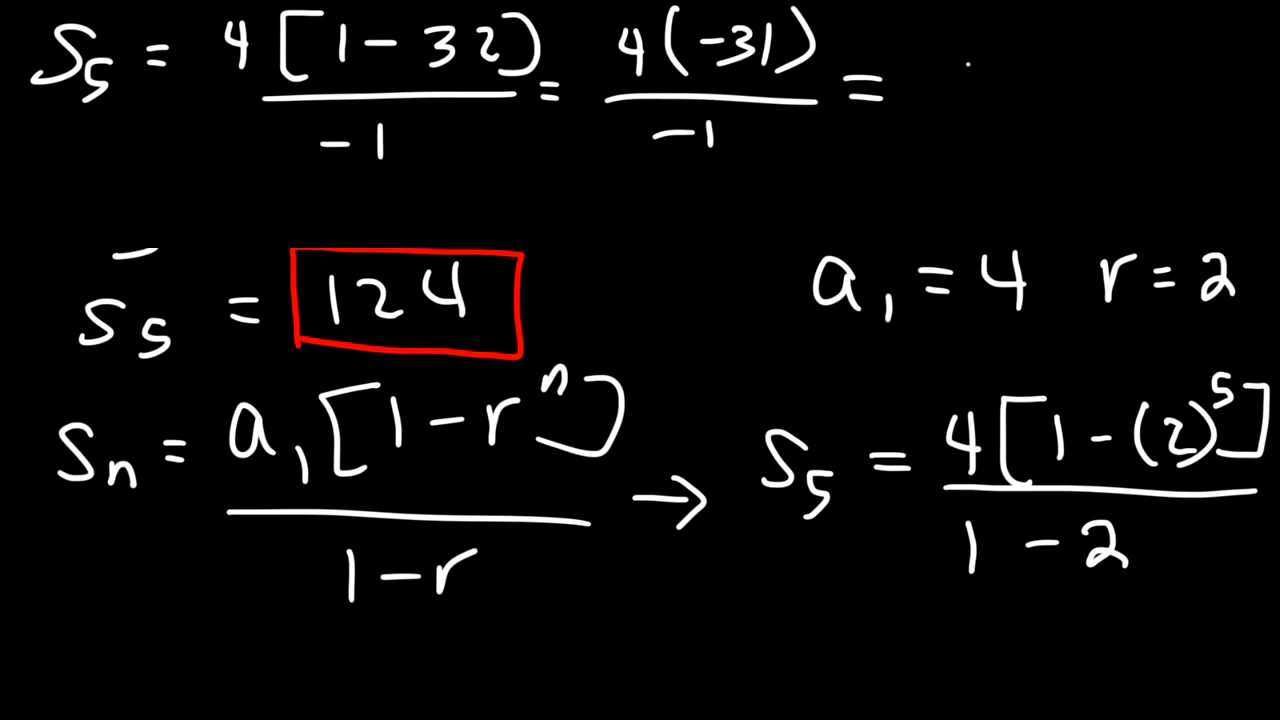 S₅ = 4[1-32) / -1 = 4(-31) / -1 =
s₅ = 124
a₁ = 4 r = 2
Sₙ = a₁[1-rⁿ] / 1-r → S₅ = 4[1-(2)⁵] / 1-2